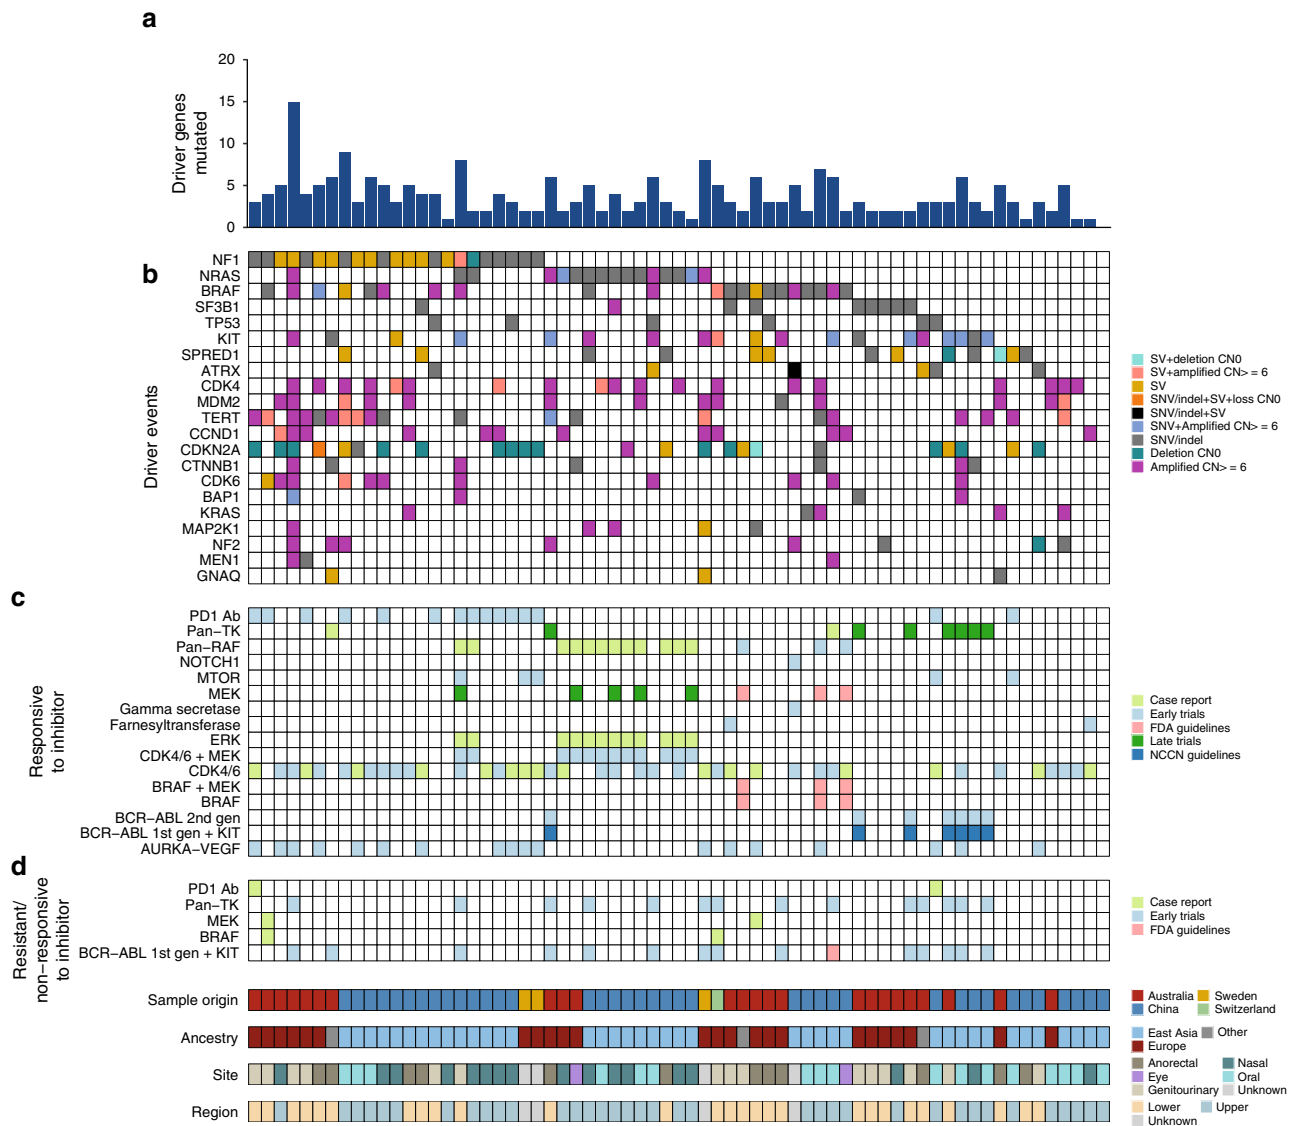 a
20
15
10
5
0
Driver genes
mutated
b
Driver events
NF1
NRAS
BRAF
SF3B1
TP53
KIT
SPRED1
ATRX
CDK4
MDM2
TERT
CCND1
CDKN2A
CTNNB1
CDK6
BAP1
KRAS
MAP2K1
NF2
MEN1
GNAQ
SV+deletion CN0
SV+amplified CN> = 6
SV
SNV/indel+SV+loss CN0
SNV/indel+SV
SNV+Amplified CN> = 6
SNV/indel
Deletion CN0
Amplified CN> = 6
c
Responsive
to inhibitor
PD1 Ab
Pan−TK
Pan−RAF
NOTCH1
MTOR
MEK
Gamma secretase
Farnesyltransferase
ERK
CDK4/6 + MEK
CDK4/6
BRAF + MEK
BRAF
BCR−ABL 2nd gen
BCR−ABL 1st gen + KIT
AURKA−VEGF
Case report
Early trials
FDA guidelines
Late trials
NCCN guidelines
d
Resistant/
non−responsive
to inhibitor
PD1 Ab
Pan−TK
MEK
BRAF
BCR−ABL 1st gen + KIT
Case report
Early trials
FDA guidelines
Sample origin
Australia Sweden
China Switzerland
Ancestry
East Asia Other
Europe
Site
Anorectal Nasal
Eye Oral
Genitourinary Unknown
Region
Lower Upper
Unknown